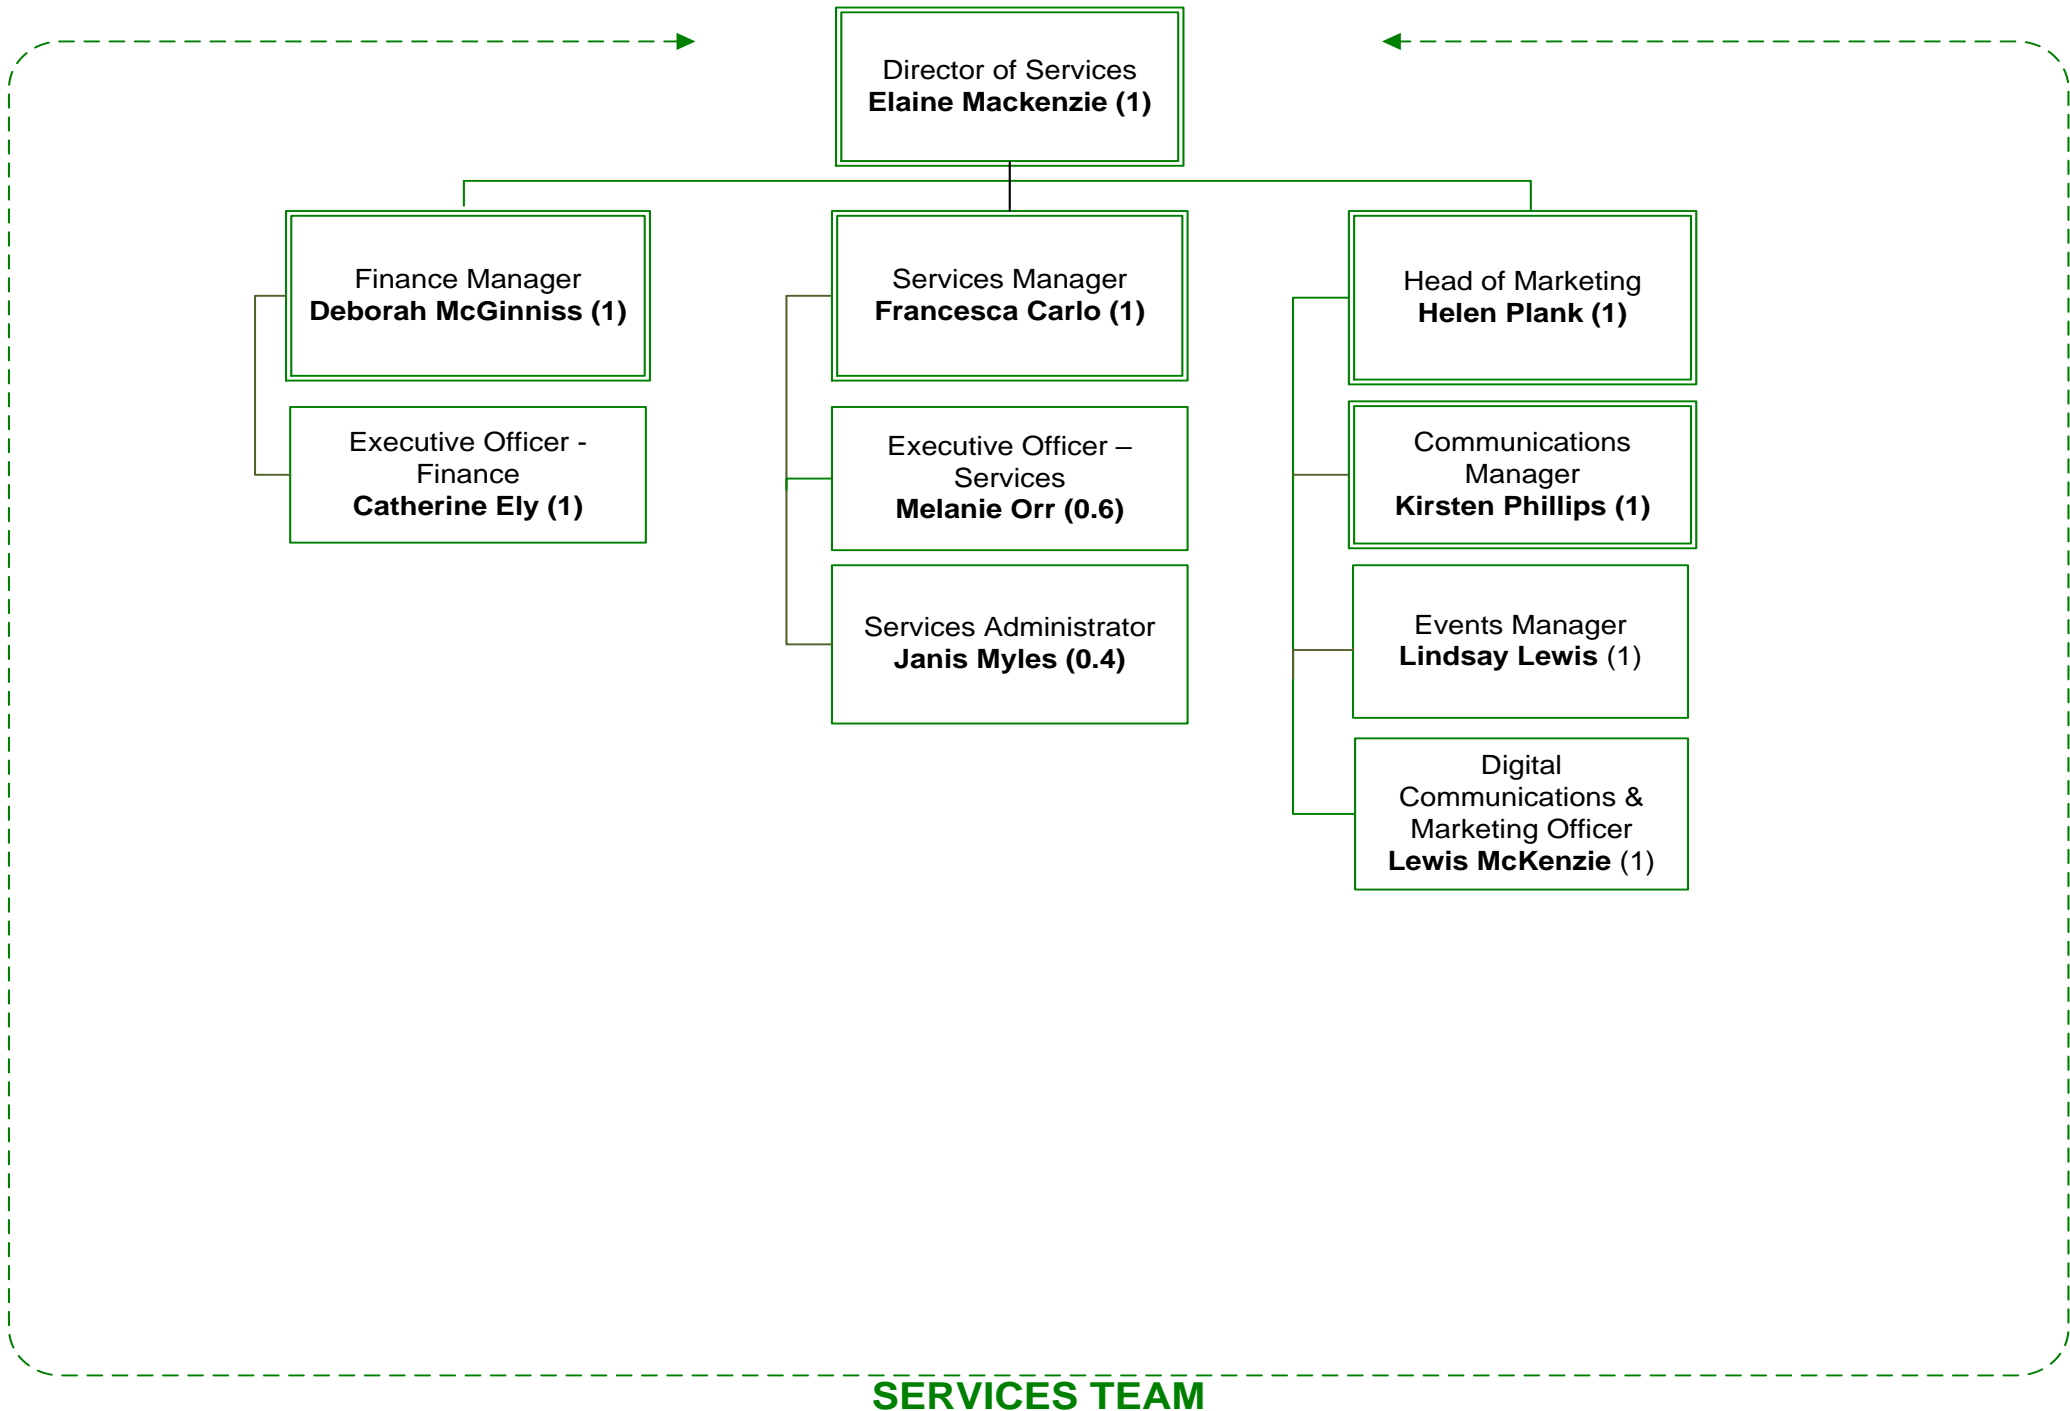 Director of Services
Elaine Mackenzie (1)
Finance Manager
Deborah McGinniss (1)
Executive Officer -
Finance
Catherine Ely (1)
Services Manager
Francesca Carlo (1)
Executive Officer –
Services
Melanie Orr (0.6)
Services Administrator
Janis Myles (0.4)
Head of Marketing
Helen Plank (1)
Communications
Manager
Kirsten Phillips (1)
Events Manager
Lindsay Lewis (1)
Digital
Communications &
Marketing Officer
Lewis McKenzie (1)
SERVICES TEAM